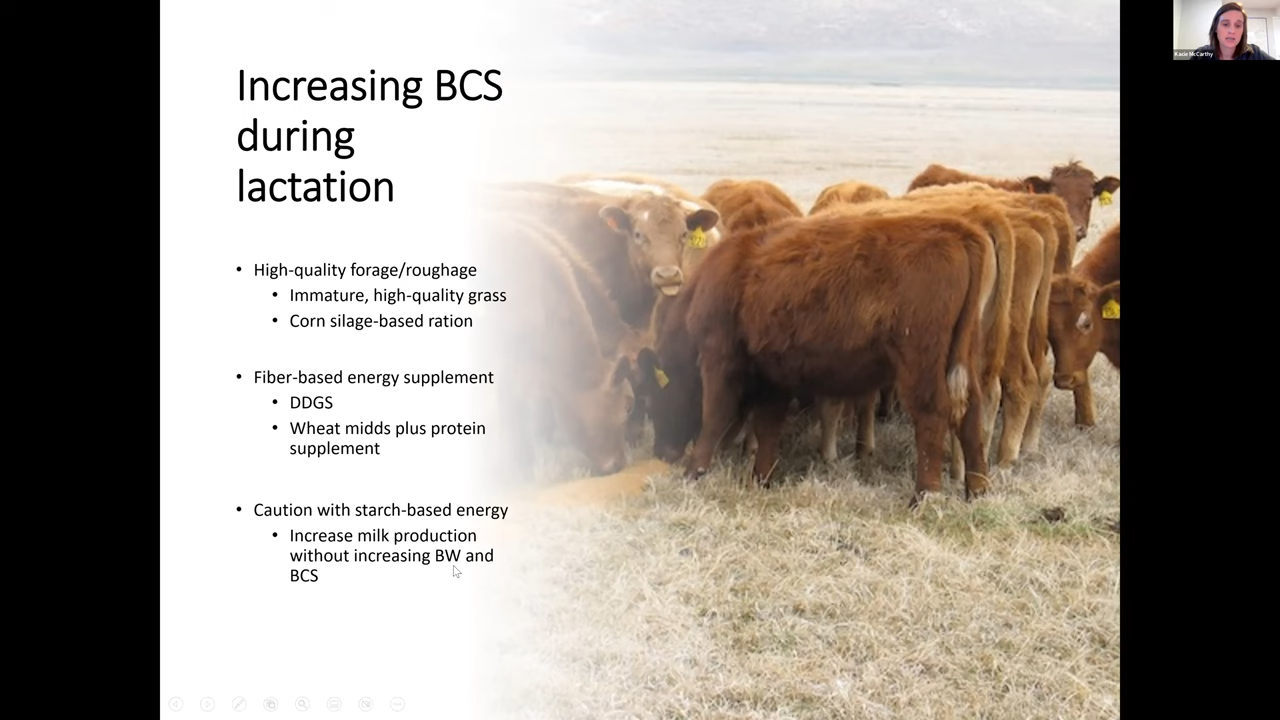 Increasing BCS
during
lactation
• High-quality forage/roughage
• Immature, high-quality grass
• Corn silage-based ration
• Fiber-based energy supplement
• DDGS
• Wheat midds plus protein
supplement
• Caution with starch-based energy
• Increase milk production
without increasing BW and
BCS
Kacie McCarthy